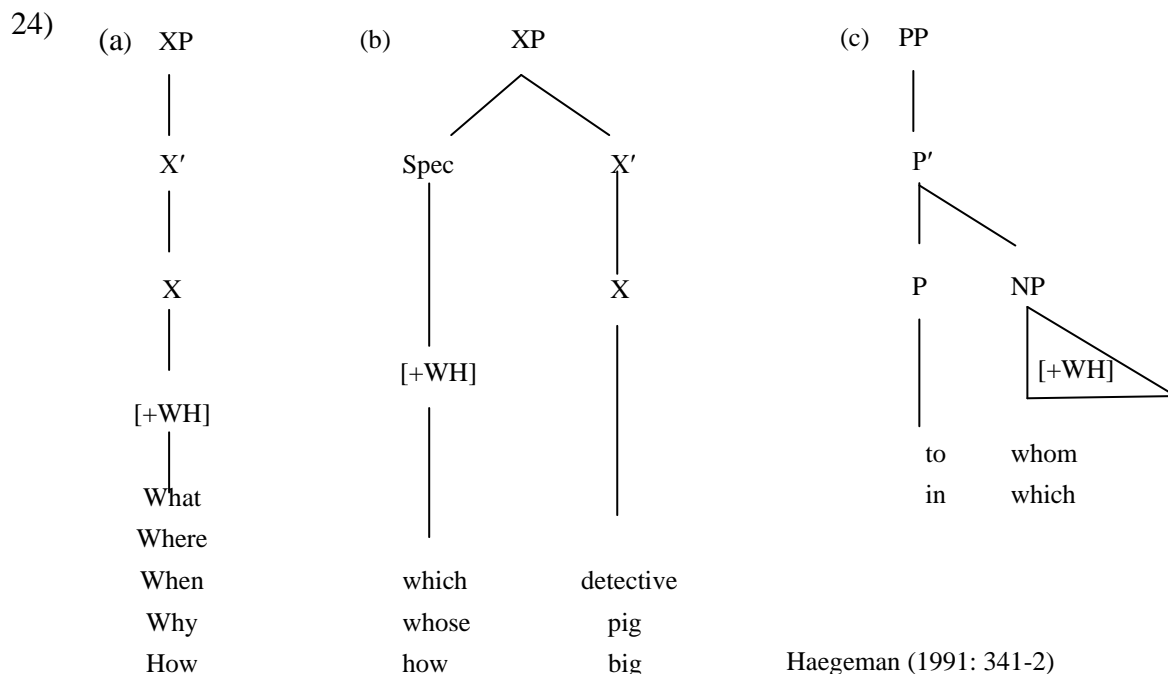 24) (a) XP (b) XP (c) PP
X′ Spec X′ P′
X X P NP
[+WH] [+WH] [+WH]
to whom
in which
What
Where
When which detective
Why whose pig
How how big Haegeman (1991: 341-2)